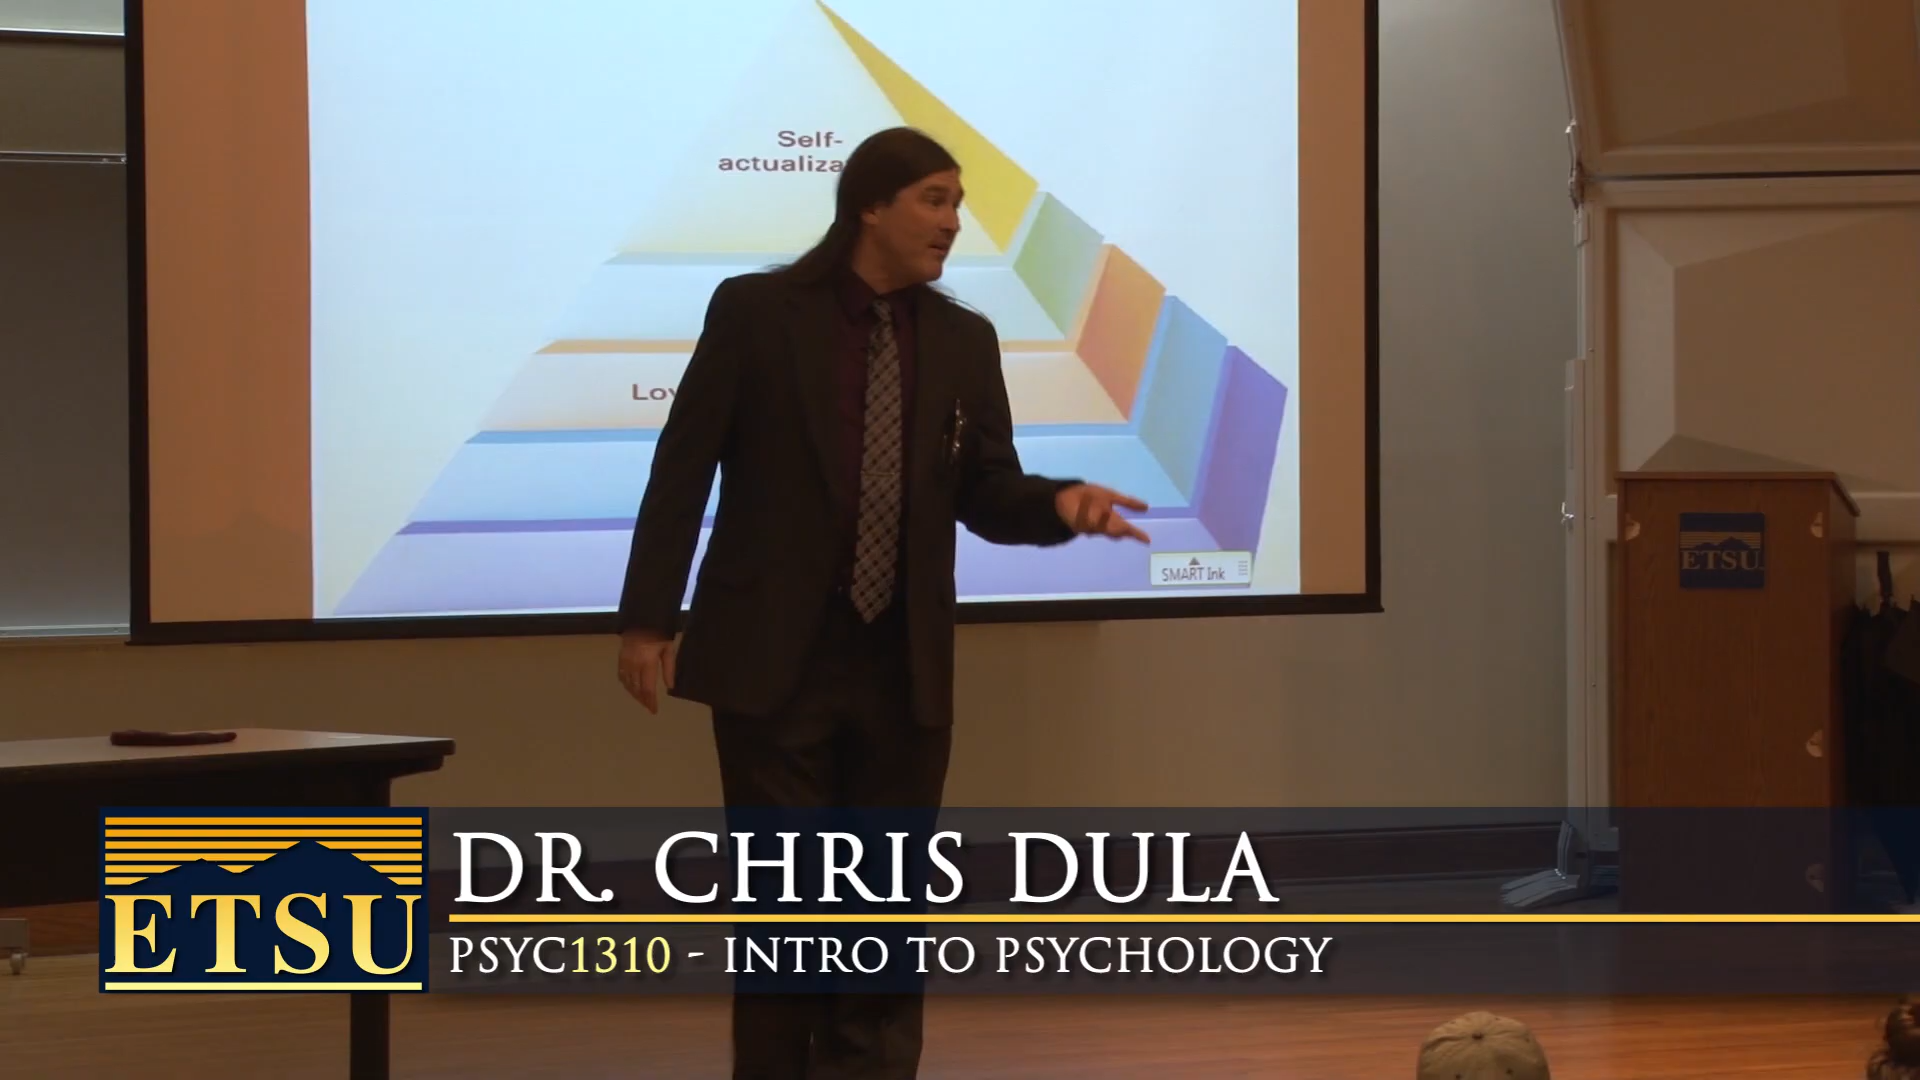 Self-
actualiza
Lov
SMART Ink
ETSU
ETSU
DR. CHRIS DULA
PSYC1310 - INTRO TO PSYCHOLOGY